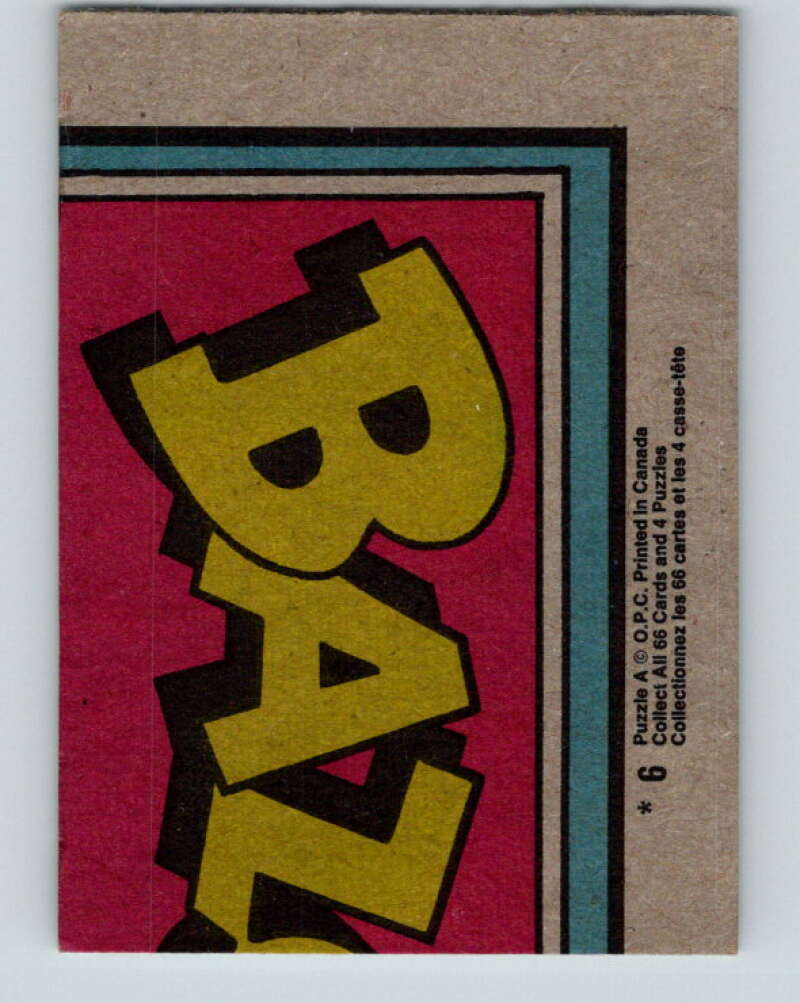 BAZ
* 6
Puzzle A © O.P.C. Printed in Canada
Collect All 66 Cards and 4 Puzzles
Collectionnez les 66 cartes et les 4 casse-tête